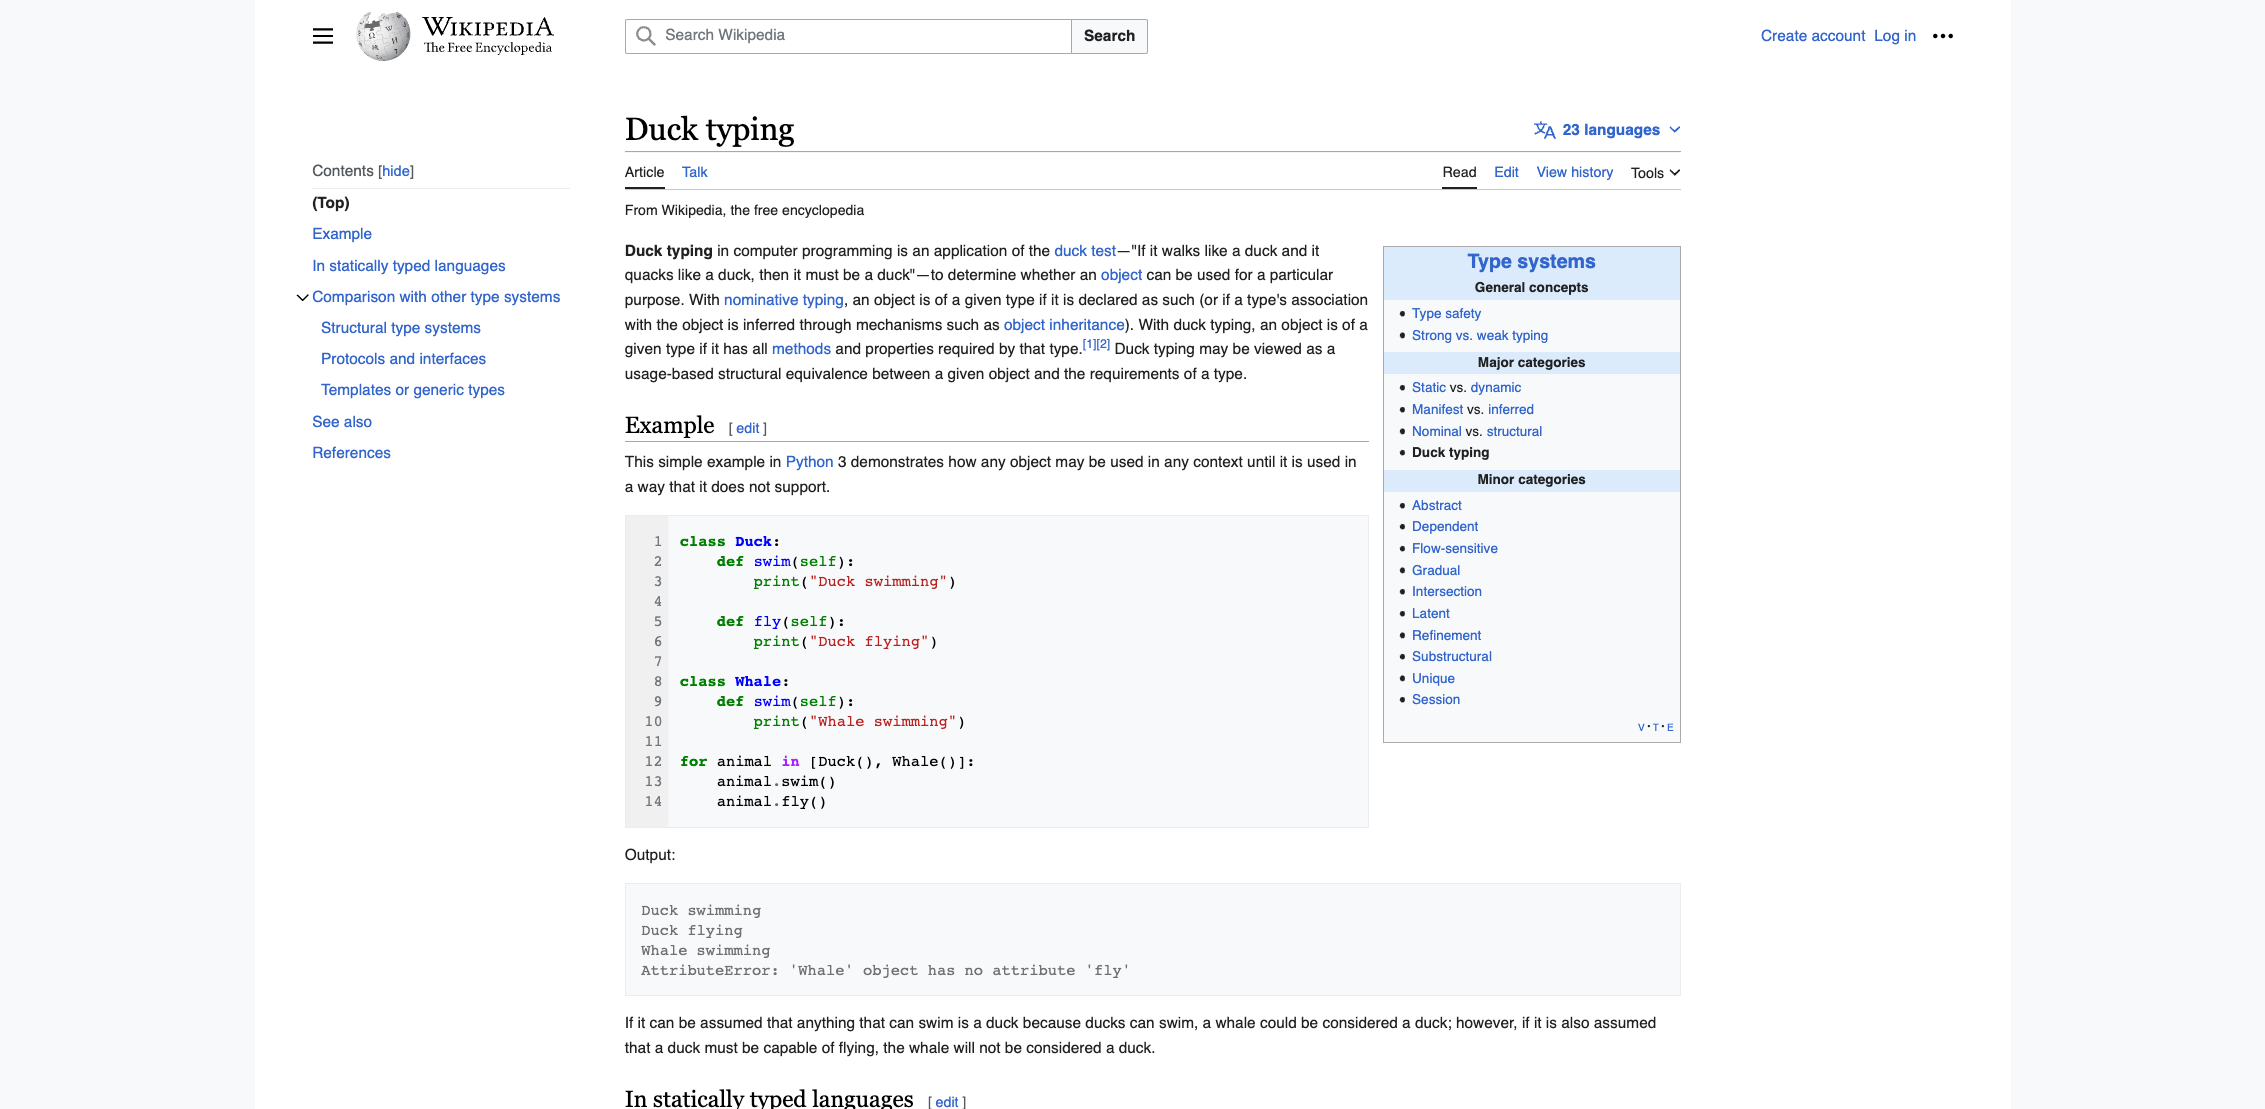 WIKIPEDIA
The Free Encyclopedia
Search Wikipedia
Search
Create account Log in
Duck typing
23 languages
Contents [hide]
(Top)
Example
In statically typed languages
Comparison with other type systems
Structural type systems
Protocols and interfaces
Templates or generic types
See also
References
Article Talk
Read Edit View history Tools
From Wikipedia, the free encyclopedia
Duck typing in computer programming is an application of the duck test—"If it walks like a duck and it
quacks like a duck, then it must be a duck"—to determine whether an object can be used for a particular
purpose. With nominative typing, an object is of a given type if it is declared as such (or if a type's association
with the object is inferred through mechanisms such as object inheritance). With duck typing, an object is of a
given type if it has all methods and properties required by that type.[1][2] Duck typing may be viewed as a
usage-based structural equivalence between a given object and the requirements of a type.
Type systems
General concepts
• Type safety
• Strong vs. weak typing
Major categories
• Static vs. dynamic
• Manifest vs. inferred
• Nominal vs. structural
• Duck typing
Minor categories
• Abstract
• Dependent
• Flow-sensitive
• Gradual
• Intersection
• Latent
• Refinement
• Substructural
• Unique
• Session
V·T·E
Example [ edit ]
This simple example in Python 3 demonstrates how any object may be used in any context until it is used in
a way that it does not support.
1 class Duck:
2     def swim(self):
3         print("Duck swimming")
4
5     def fly(self):
6         print("Duck flying")
7
8 class Whale:
9     def swim(self):
10         print("Whale swimming")
11
12 for animal in [Duck(), Whale()]:
13     animal.swim()
14     animal.fly()
Output:
Duck swimming
Duck flying
Whale swimming
AttributeError: 'Whale' object has no attribute 'fly'
If it can be assumed that anything that can swim is a duck because ducks can swim, a whale could be considered a duck; however, if it is also assumed
that a duck must be capable of flying, the whale will not be considered a duck.
In statically typed languages [ edit ]